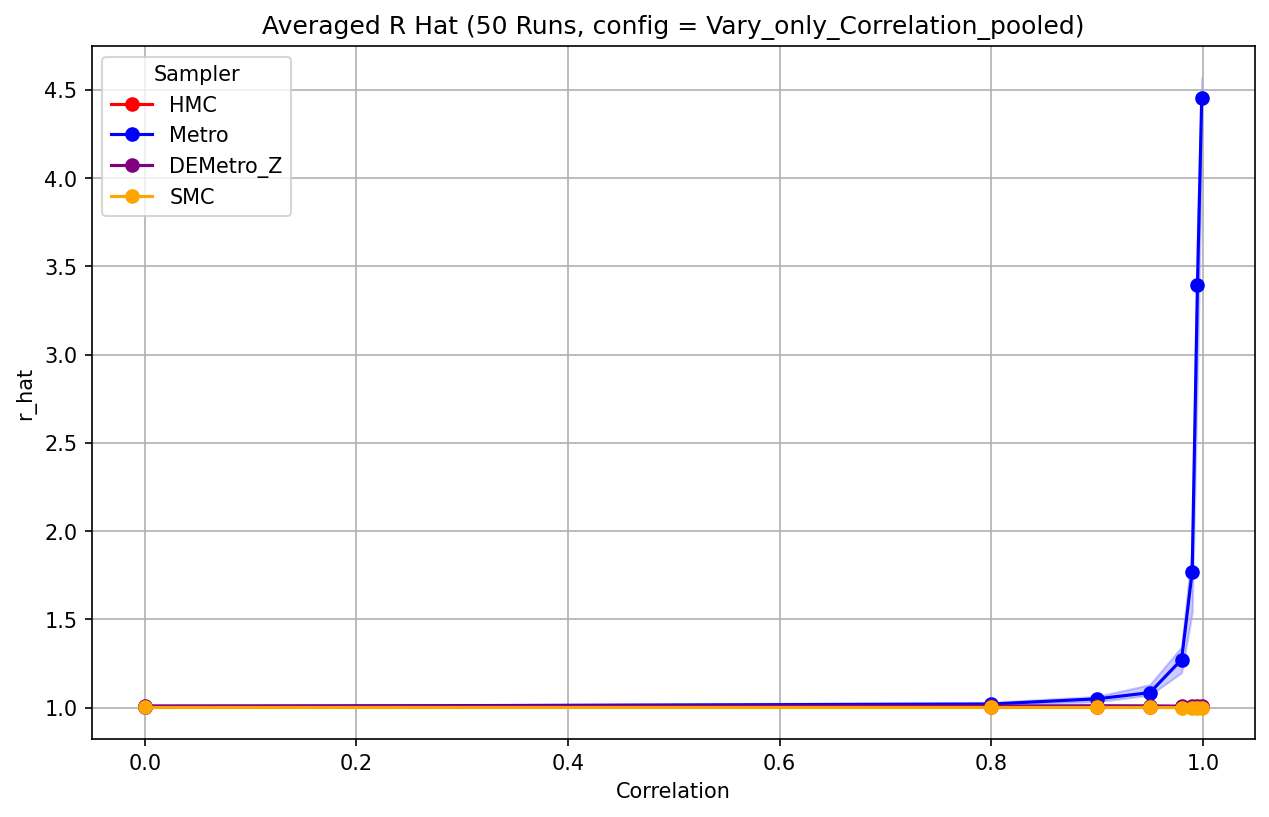 Averaged R Hat (50 Runs, config = Vary_only_Correlation_pooled)
Sampler
HMC
Metro
DEMetro_Z
SMC
r_hat
4.5
4.0
3.5
3.0
2.5
2.0
1.5
1.0
0.0 0.2 0.4 0.6 0.8 1.0
Correlation